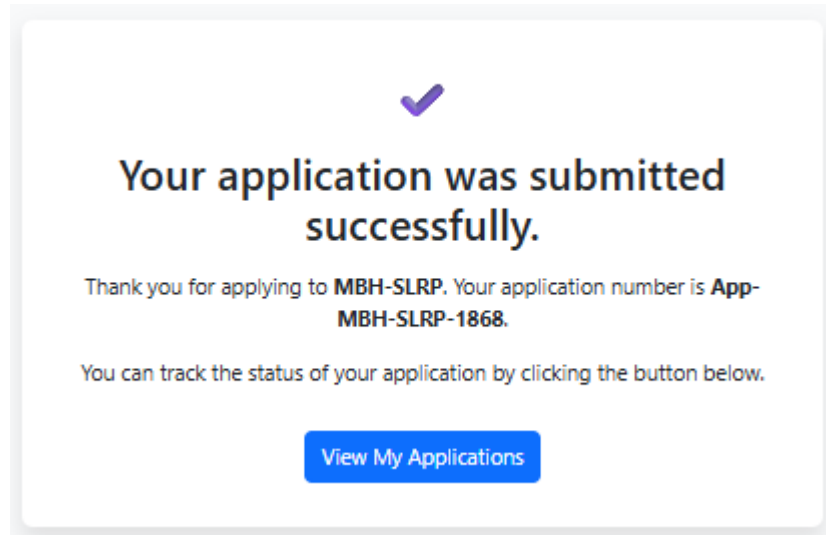 Your application was submitted
successfully.
Thank you for applying to MBH-SLRP. Your application number is App-
MBH-SLRP-1868.
You can track the status of your application by clicking the button below.
View My Applications